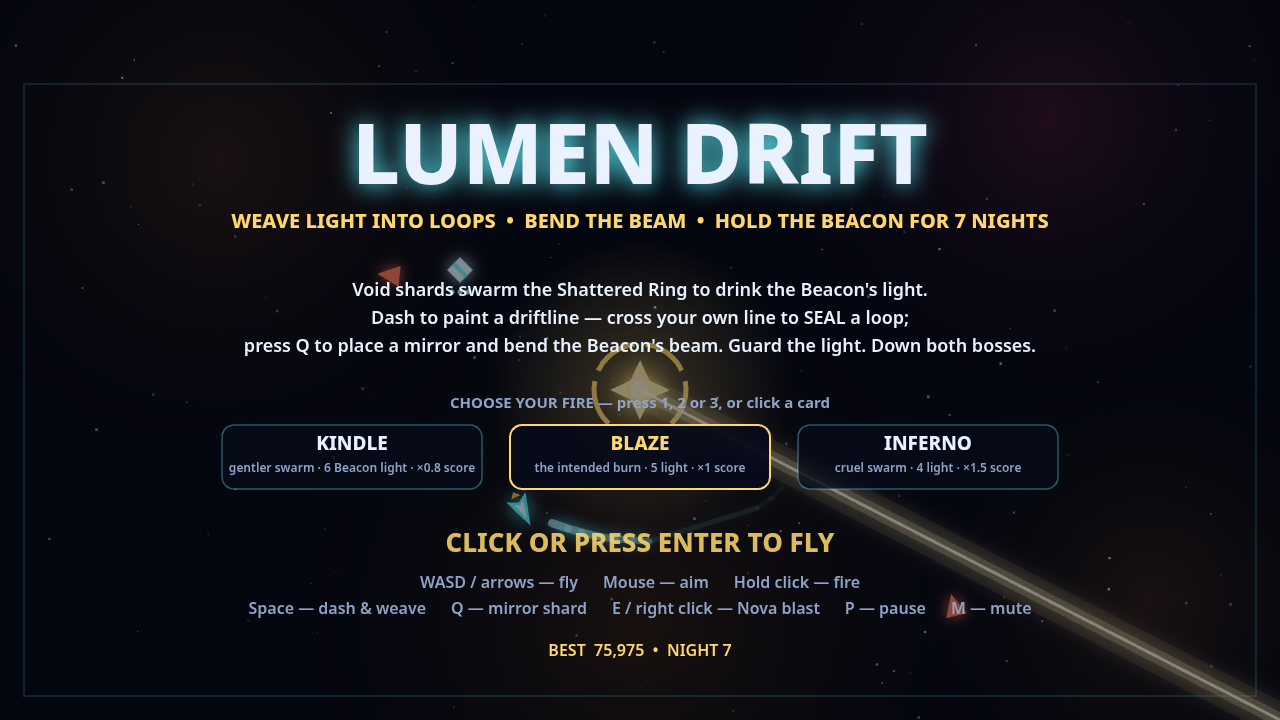 LUMEN DRIFT
WEAVE LIGHT INTO LOOPS • BEND THE BEAM • HOLD THE BEACON FOR 7 NIGHTS
Void shards swarm the Shattered Ring to drink the Beacon's light.
Dash to paint a driftline — cross your own line to SEAL a loop;
press Q to place a mirror and bend the Beacon's beam. Guard the light. Down both bosses.
CHOOSE YOUR FIRE — press 1, 2 or 3, or click a card
KINDLE
gentler swarm · 6 Beacon light · ×0.8 score
BLAZE
the intended burn · 5 light · ×1 score
INFERNO
cruel swarm · 4 light · ×1.5 score
CLICK OR PRESS ENTER TO FLY
WASD / arrows — fly Mouse — aim Hold click — fire
Space — dash & weave Q — mirror shard E / right click — Nova blast P — pause M — mute
BEST 75,975 • NIGHT 7